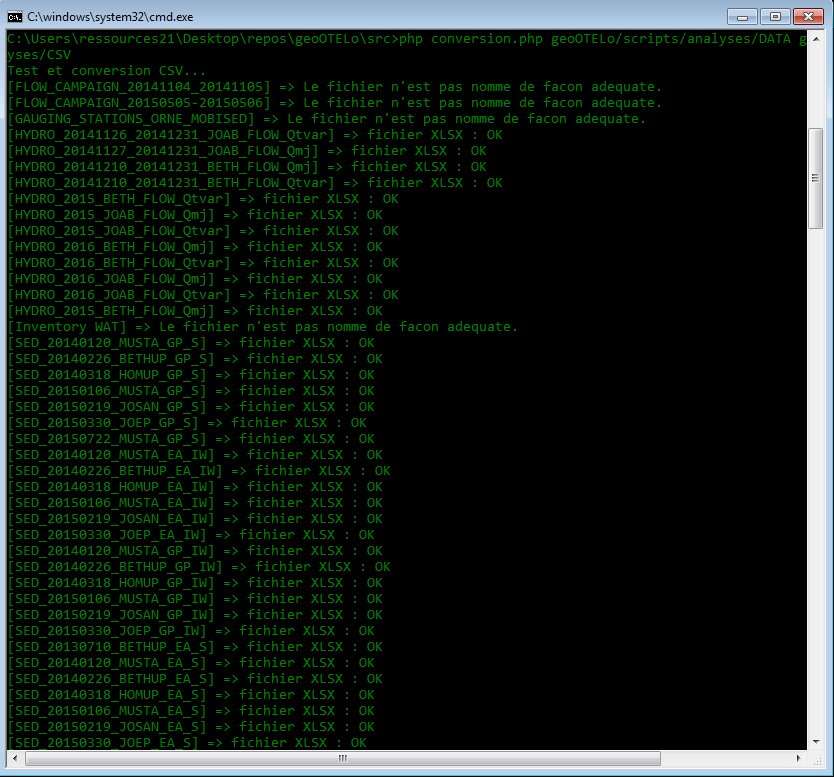 C:\windows\system32\cmd.exe
C:\Users\ressources21\Desktop\repos\geoOTELo\src>php conversion.php geoOTELo/scripts/analyses/DATA g
yses/CSV
Test et conversion CSV...
[FLOW_CAMPAIGN_20141104_20141105] => Le fichier n'est pas nomme de facon adequate.
[FLOW_CAMPAIGN_20150505-20150506] => Le fichier n'est pas nomme de facon adequate.
[GAUGING_STATIONS_ORNE_MOBISED] => Le fichier n'est pas nomme de facon adequate.
[HYDRO_20141126_20141231_JOAB_FLOW_Qtvar] => fichier XLSX : OK
[HYDRO_20141127_20141231_JOAB_FLOW_Qmj] => fichier XLSX : OK
[HYDRO_20141210_20141231_BETH_FLOW_Qmj] => fichier XLSX : OK
[HYDRO_20141210_20141231_BETH_FLOW_Qtvar] => fichier XLSX : OK
[HYDRO_2015_BETH_FLOW_Qtvar] => fichier XLSX : OK
[HYDRO_2015_JOAB_FLOW_Qmj] => fichier XLSX : OK
[HYDRO_2015_JOAB_FLOW_Qtvar] => fichier XLSX : OK
[HYDRO_2016_BETH_FLOW_Qmj] => fichier XLSX : OK
[HYDRO_2016_BETH_FLOW_Qtvar] => fichier XLSX : OK
[HYDRO_2016_JOAB_FLOW_Qmj] => fichier XLSX : OK
[HYDRO_2016_JOAB_FLOW_Qtvar] => fichier XLSX : OK
[HYDRO_2015_BETH_FLOW_Qmj] => fichier XLSX : OK
[Inventory WAT] => Le fichier n'est pas nomme de facon adequate.
[SED_20140120_MUSTA_GP_S] => fichier XLSX : OK
[SED_20140226_BETHUP_GP_S] => fichier XLSX : OK
[SED_20140318_HOMUP_GP_S] => fichier XLSX : OK
[SED_20150106_MUSTA_GP_S] => fichier XLSX : OK
[SED_20150219_JOSAN_GP_S] => fichier XLSX : OK
[SED_20150330_JOEP_GP_S] => fichier XLSX : OK
[SED_20150722_MUSTA_GP_S] => fichier XLSX : OK
[SED_20140120_MUSTA_EA_IW] => fichier XLSX : OK
[SED_20140226_BETHUP_EA_IW] => fichier XLSX : OK
[SED_20140318_HOMUP_EA_IW] => fichier XLSX : OK
[SED_20150106_MUSTA_EA_IW] => fichier XLSX : OK
[SED_20150219_JOSAN_EA_IW] => fichier XLSX : OK
[SED_20150330_JOEP_EA_IW] => fichier XLSX : OK
[SED_20140120_MUSTA_GP_IW] => fichier XLSX : OK
[SED_20140226_BETHUP_GP_IW] => fichier XLSX : OK
[SED_20140318_HOMUP_GP_IW] => fichier XLSX : OK
[SED_20150106_MUSTA_GP_IW] => fichier XLSX : OK
[SED_20150219_JOSAN_GP_IW] => fichier XLSX : OK
[SED_20150330_JOEP_GP_IW] => fichier XLSX : OK
[SED_20130710_BETHUP_EA_S] => fichier XLSX : OK
[SED_20140120_MUSTA_EA_S] => fichier XLSX : OK
[SED_20140226_BETHUP_EA_S] => fichier XLSX : OK
[SED_20140318_HOMUP_EA_S] => fichier XLSX : OK
[SED_20150106_MUSTA_EA_S] => fichier XLSX : OK
[SED_20150219_JOSAN_EA_S] => fichier XLSX : OK
[SED_20150330_JOEP_EA_S] => fichier XLSX : OK